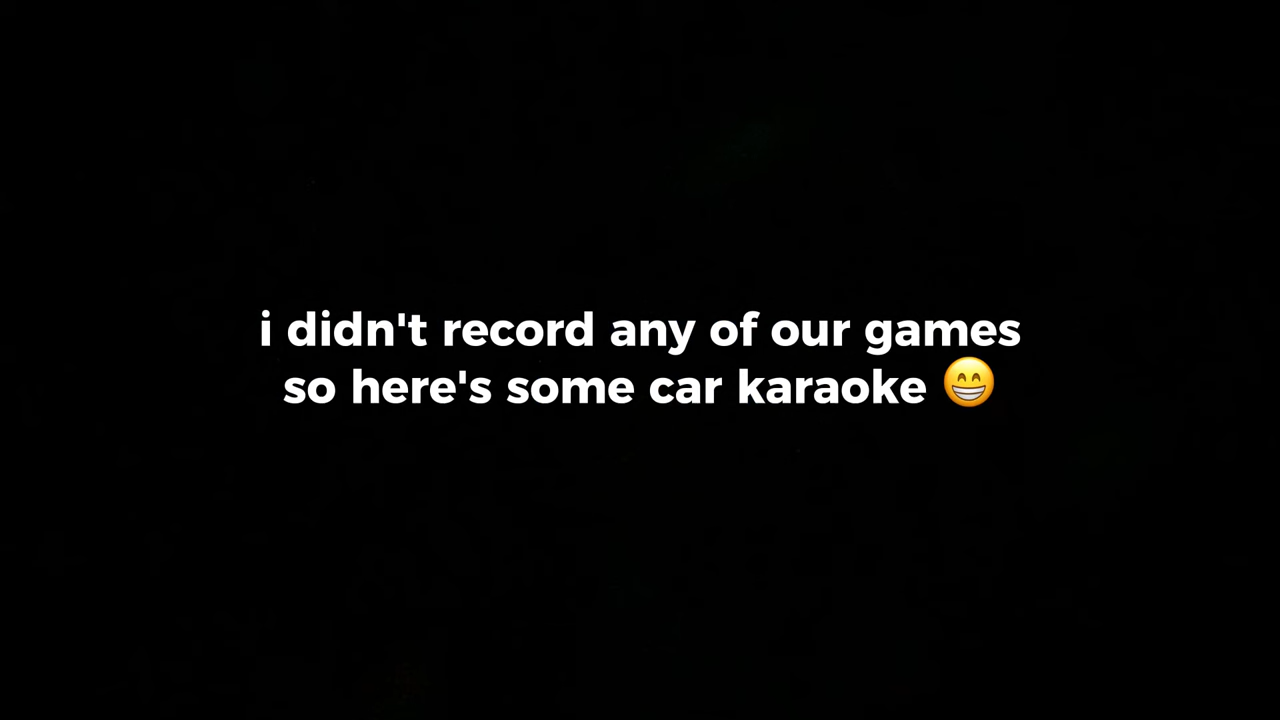 i didn't record any of our games
so here's some car karaoke 😁